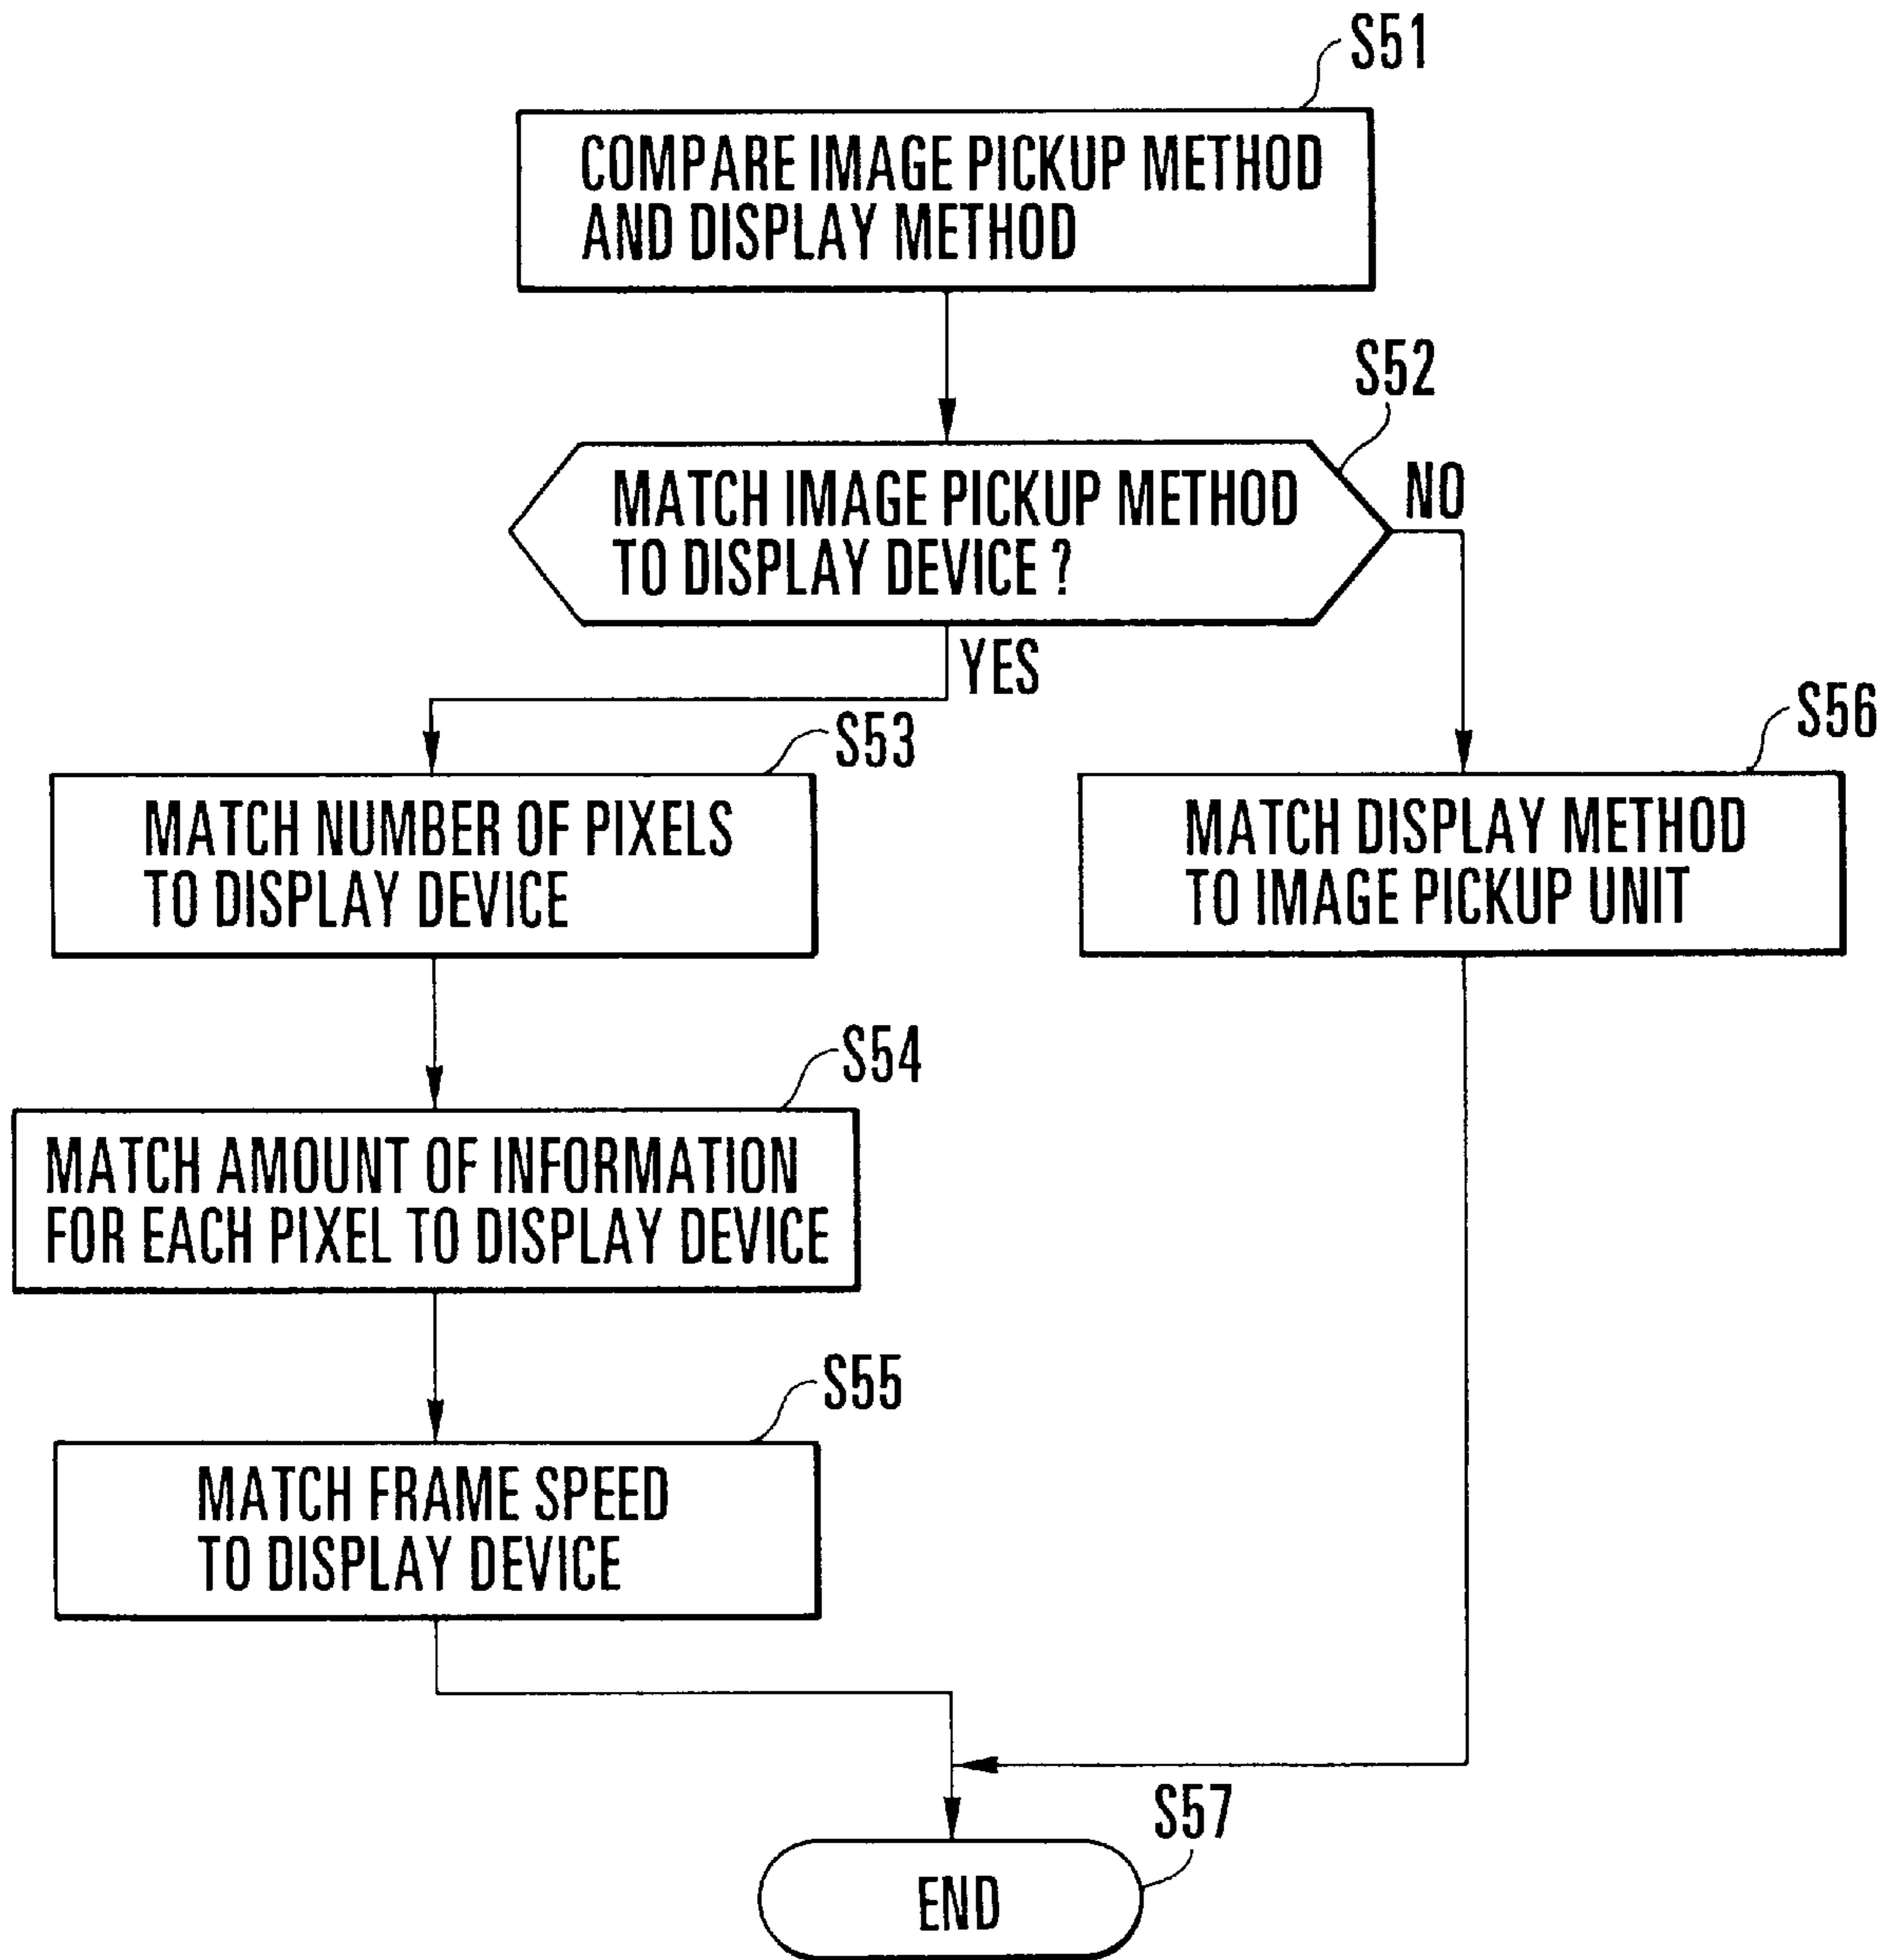 S51
COMPARE IMAGE PICKUP METHOD
AND DISPLAY METHOD
S52
MATCH IMAGE PICKUP METHOD
TO DISPLAY DEVICE ?
NO
YES
S53
MATCH NUMBER OF PIXELS
TO DISPLAY DEVICE
S56
MATCH DISPLAY METHOD
TO IMAGE PICKUP UNIT
S54
MATCH AMOUNT OF INFORMATION
FOR EACH PIXEL TO DISPLAY DEVICE
S55
MATCH FRAME SPEED
TO DISPLAY DEVICE
S57
END